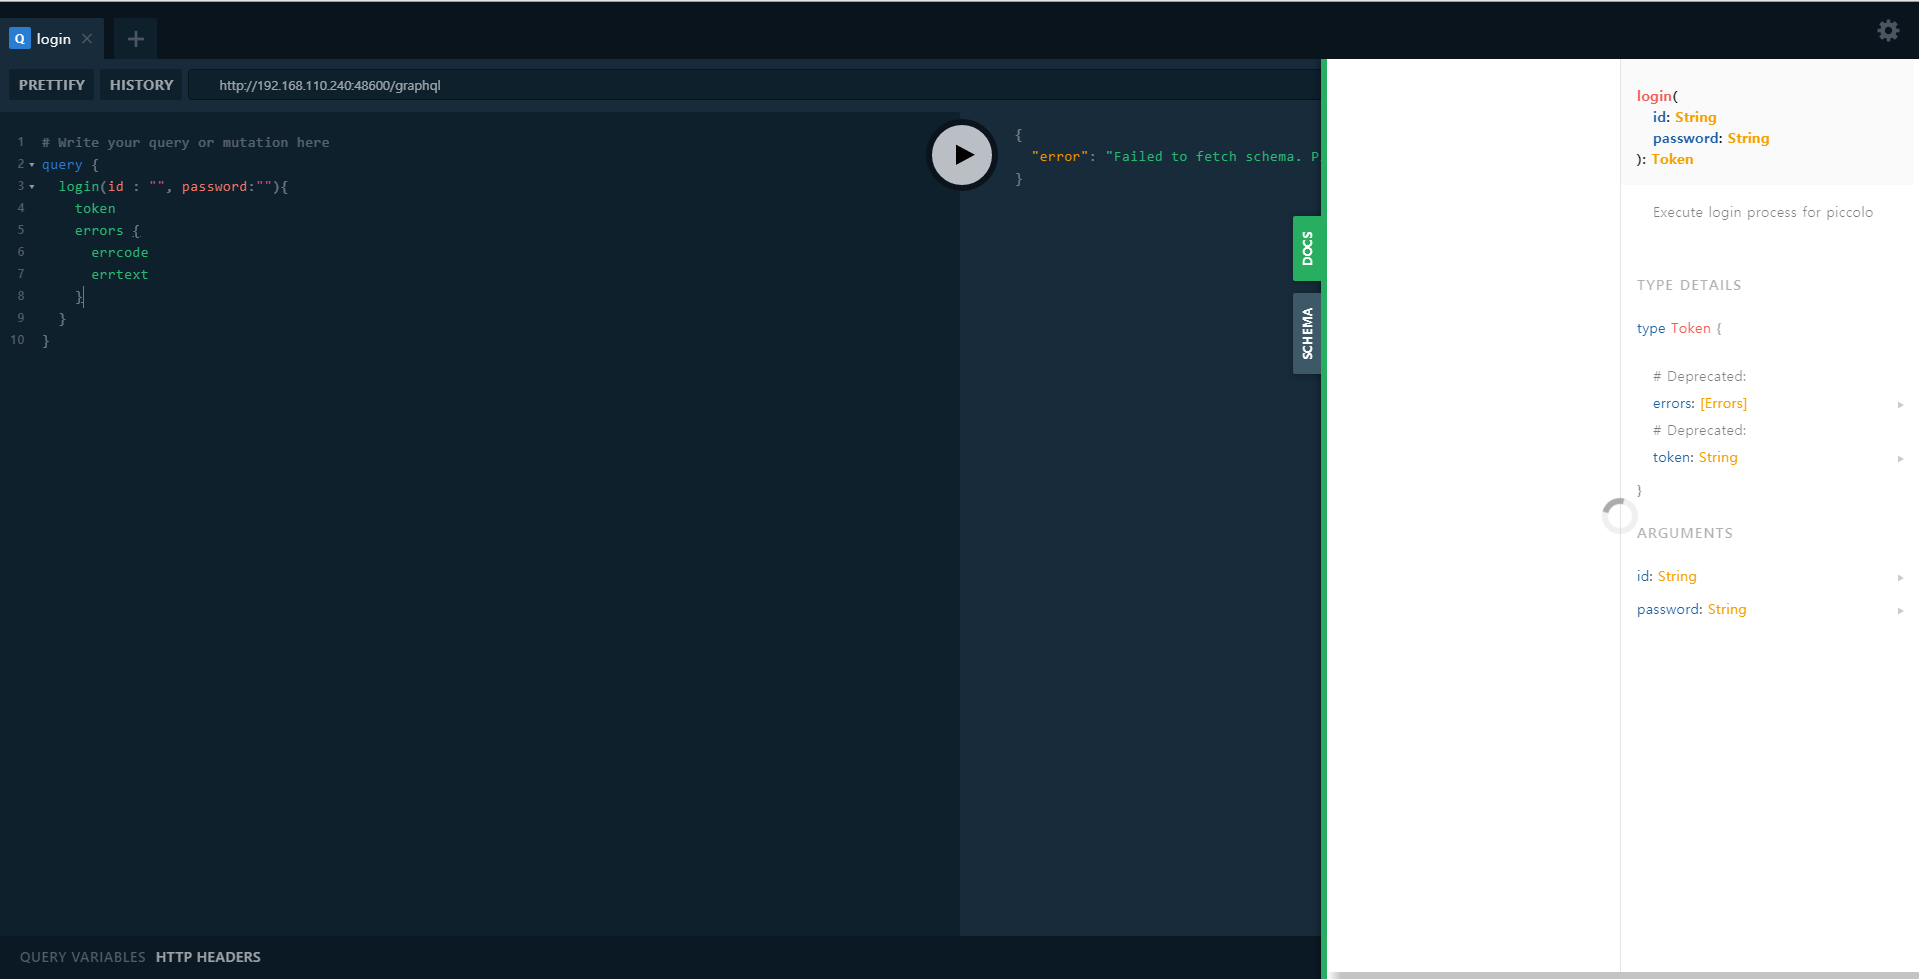 Q login ×
PRETTIFY HISTORY http://192.168.110.240:48600/graphql
1 # Write your query or mutation here
2 query {
3 login(id : "", password:""){
4 token
5 errors {
6 errcode
7 errtext
8 }
9 }
10 }
QUERY VARIABLES HTTP HEADERS
{
"error": "Failed to fetch schema. P
}
DOCS
SCHEMA
login(
id: String
password: String
): Token
Execute login process for piccolo
TYPE DETAILS
type Token {
# Deprecated:
errors: [Errors]
# Deprecated:
token: String
}
ARGUMENTS
id: String
password: String